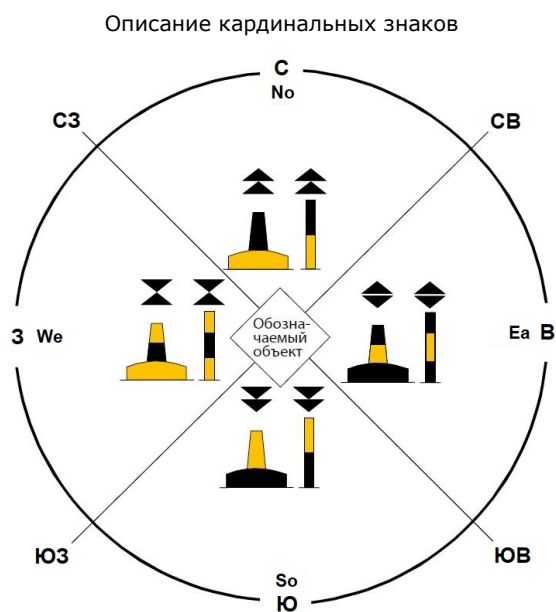 Описание кардинальных знаков
С
No
СЗ
СВ
З We
Обозна-
чаемый
объект
Ea В
ЮЗ
ЮВ
So
Ю